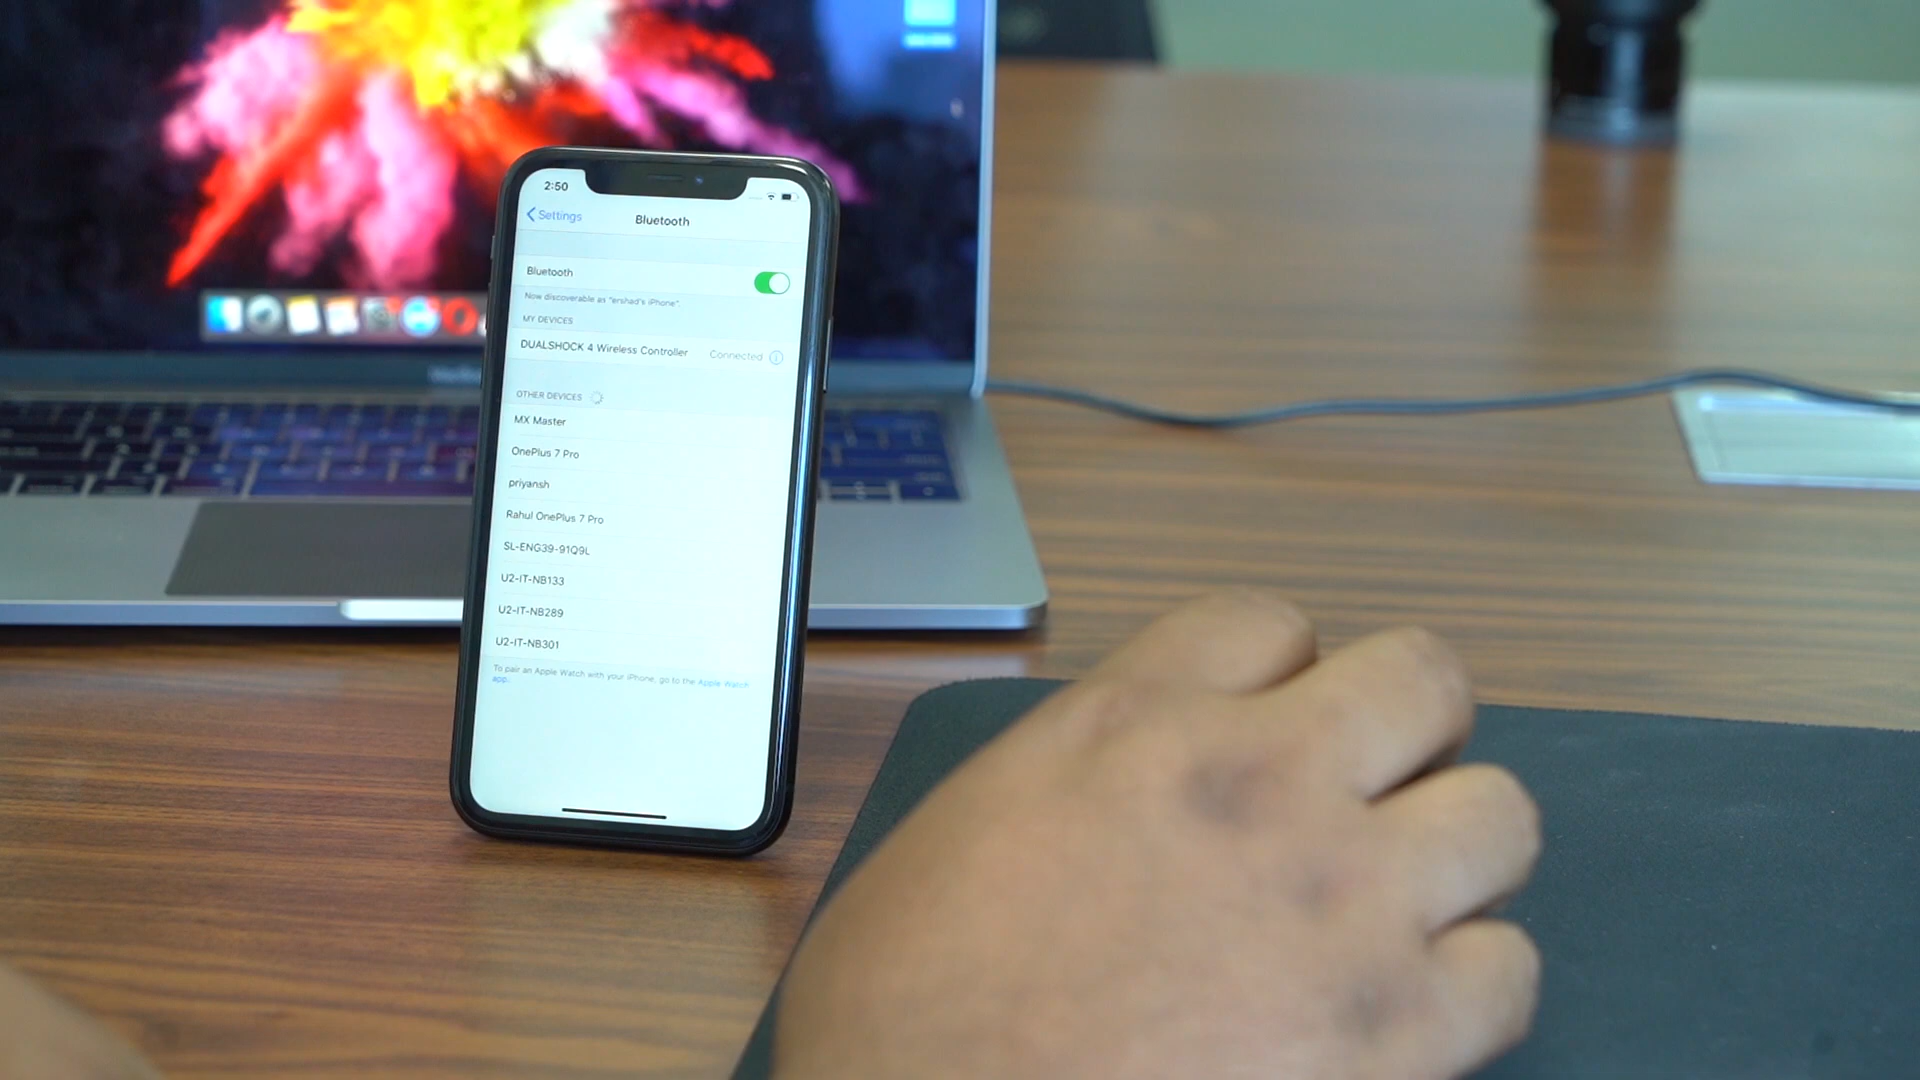 2:50
Settings
Bluetooth
Bluetooth
Now discoverable as "ershad's iPhone".
MY DEVICES
DUALSHOCK 4 Wireless Controller Connected
OTHER DEVICES
MX Master
OnePlus 7 Pro
priyansh
Rahul OnePlus 7 Pro
SL-ENG39-91Q9L
U2-IT-NB133
U2-IT-NB289
U2-IT-NB301
To pair an Apple Watch with your iPhone, go to the Apple Watch
app.